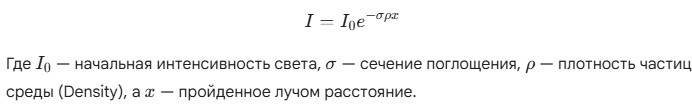 I = I₀e^{−σρx}
Где I₀ — начальная интенсивность света, σ — сечение поглощения, ρ — плотность частиц
среды (Density), а x — пройденное лучом расстояние.